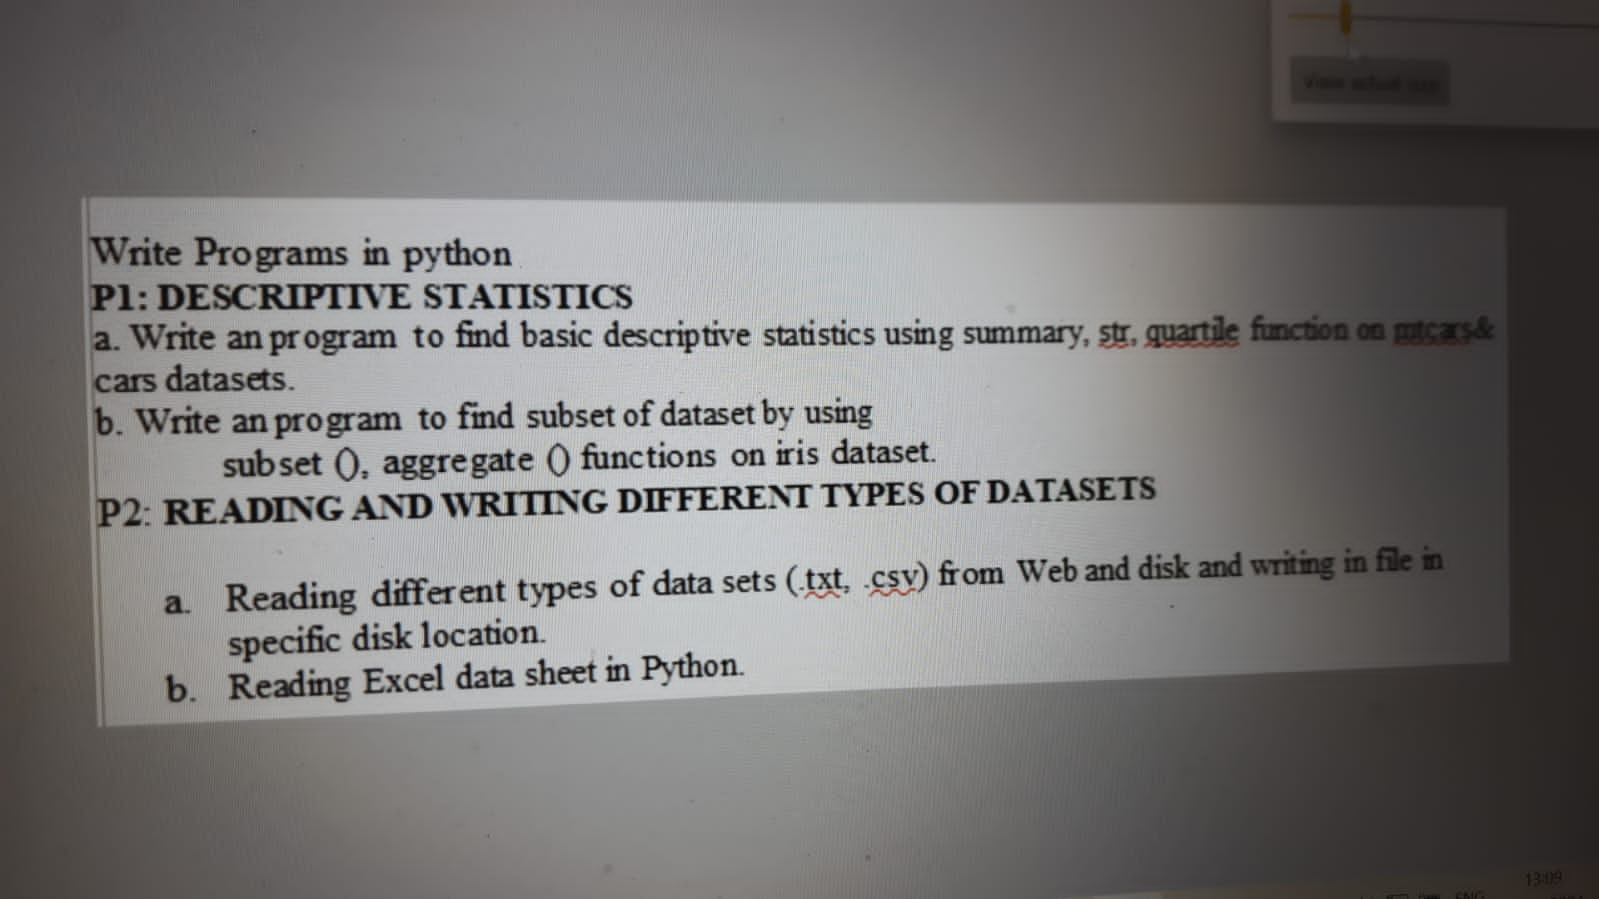 View actual size
Write Programs in python
P1: DESCRIPTIVE STATISTICS
a. Write an program to find basic descriptive statistics using summary, str, quartile function on mtcars&
cars datasets.
b. Write an program to find subset of dataset by using
subset (), aggregate () functions on iris dataset.
P2: READING AND WRITING DIFFERENT TYPES OF DATASETS
a. Reading different types of data sets (.txt, .csv) from Web and disk and writing in file in
specific disk location.
b. Reading Excel data sheet in Python.
13:09
ENG